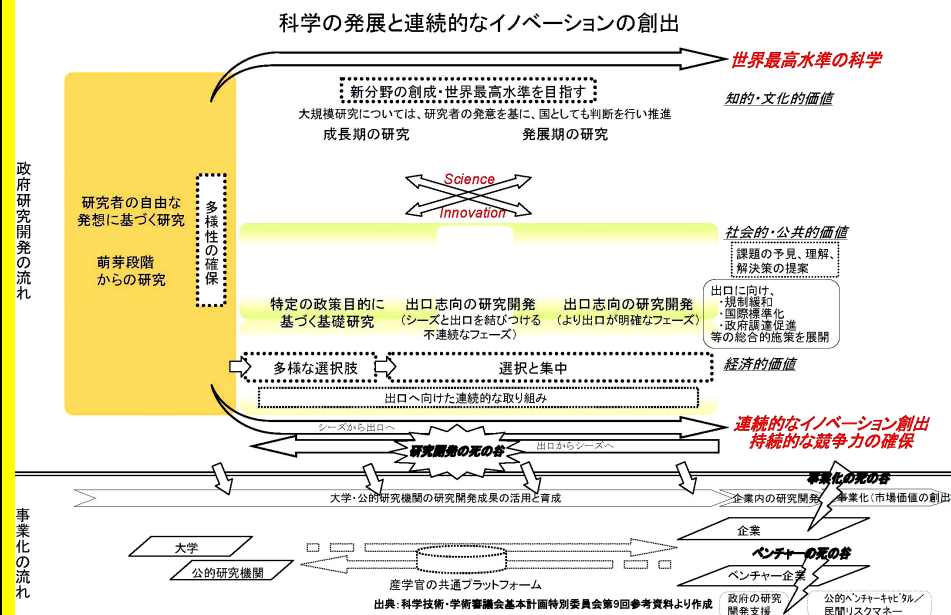 科学の発展と連続的なイノベーションの創出
世界最高水準の科学
新分野の創成・世界最高水準を目指す
知的・文化的価値
大規模研究については、研究者の発意を基に、国としても判断を行い推進
成長期の研究
発展期の研究
政府研究開発の流れ
研究者の自由な
発想に基づく研究
萌芽段階
からの研究
多様性の確保
Science
Innovation
社会的・公共的価値
課題の予見、理解、
解決策の提案
特定の政策目的に
基づく基礎研究
出口志向の研究開発
(シーズと出口を結びつける
不連続なフェーズ)
出口志向の研究開発
(より出口が明確なフェーズ)
出口に向け、
・規制緩和
・国際標準化
・政府調達促進
等の総合的施策を展開
多様な選択肢
選択と集中
経済的価値
出口へ向けた連続的な取り組み
シーズから出口へ
連続的なイノベーション創出
持続的な競争力の確保
研究開発の死の谷
出口からシーズへ
事業化の死の谷
事業化の流れ
大学・公的研究機関の研究開発成果の活用と育成
企業内の研究開発
事業化(市場価値の創出
企業
大学
公的研究機関
ベンチャーの死の谷
ベンチャー企業
産学官の共通プラットフォーム
出典:科学技術・学術審議会基本計画特別委員会第9回参考資料より作成
政府の研究
開発支援
公的ベンチャーキャピタル/
民間リスクマネー